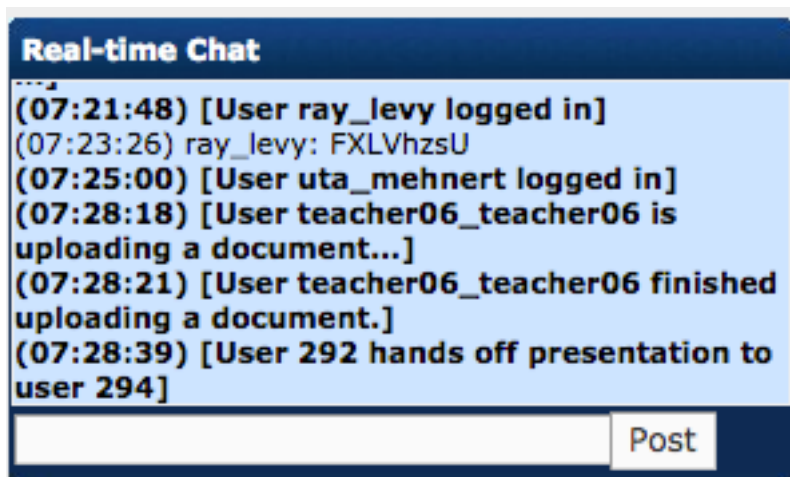 Real-time Chat
...]
(07:21:48) [User ray_levy logged in]
(07:23:26) ray_levy: FXLVhzsU
(07:25:00) [User uta_mehnert logged in]
(07:28:18) [User teacher06_teacher06 is
uploading a document...]
(07:28:21) [User teacher06_teacher06 finished
uploading a document.]
(07:28:39) [User 292 hands off presentation to
user 294]
Post